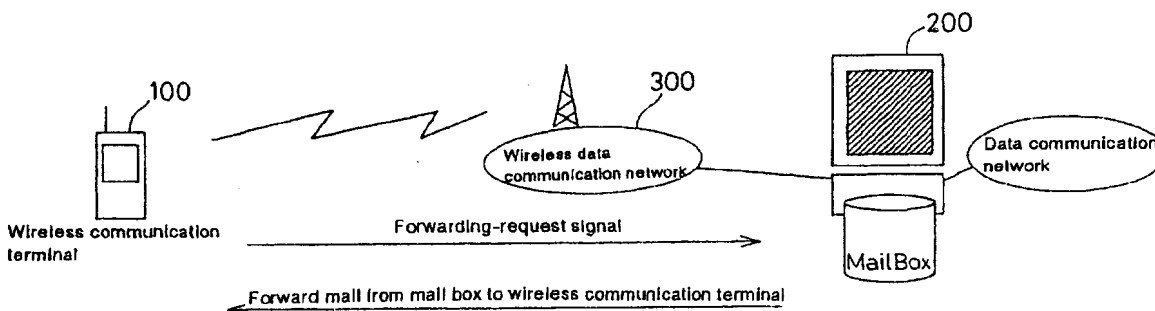 200
100
300
Wireless data
communication network
Data communication
network
Wireless communication
terminal
Forwarding-request signal
MailBox
Forward mail from mail box to wireless communication terminal